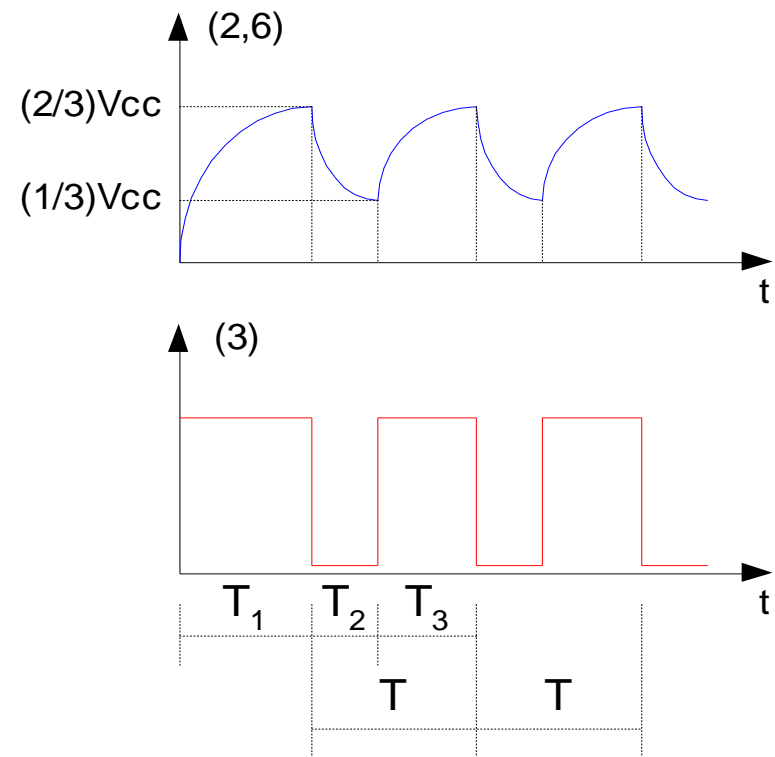 (2,6)
(2/3)Vcc
(1/3)Vcc
t
(3)
t
T₁ T₂ T₃
T T